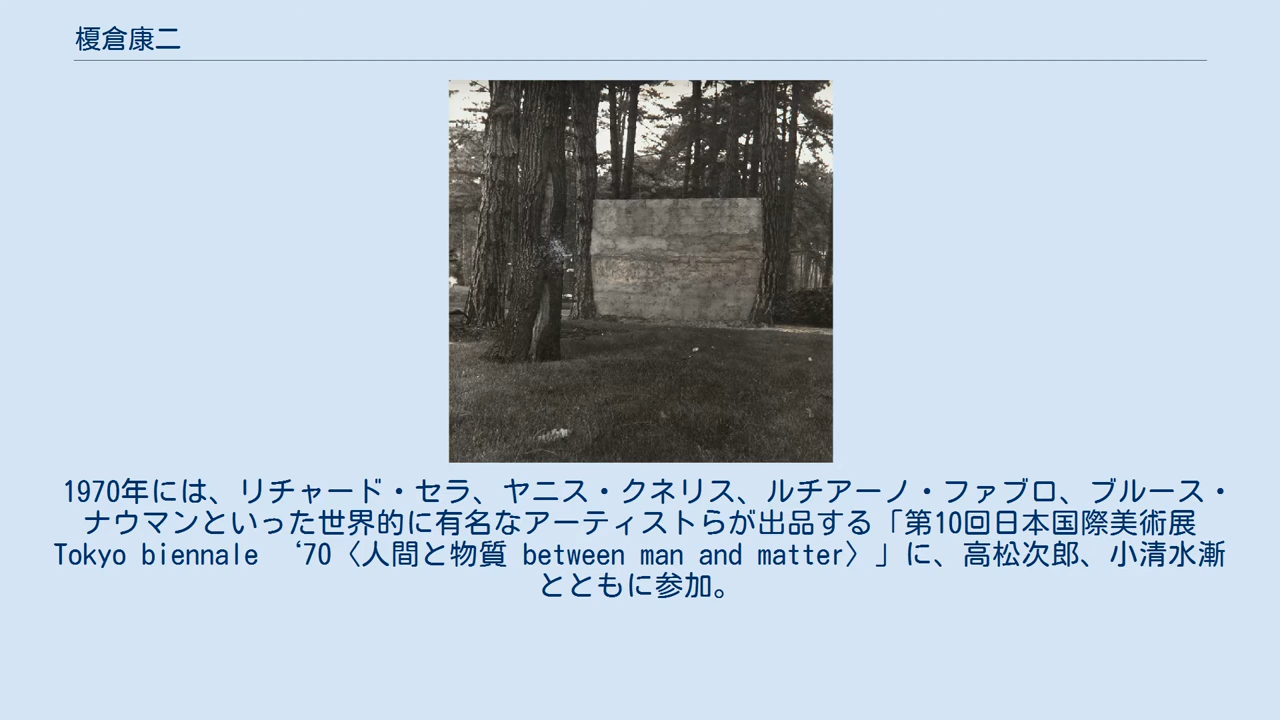 榎倉康二
1970年には、リチャード・セラ、ヤニス・クネリス、ルチアーノ・ファブロ、ブルース・
ナウマンといった世界的に有名なアーティストらが出品する「第10回日本国際美術展
Tokyo biennale ‘70〈人間と物質 between man and matter〉」に、高松次郎、小清水漸
とともに参加。